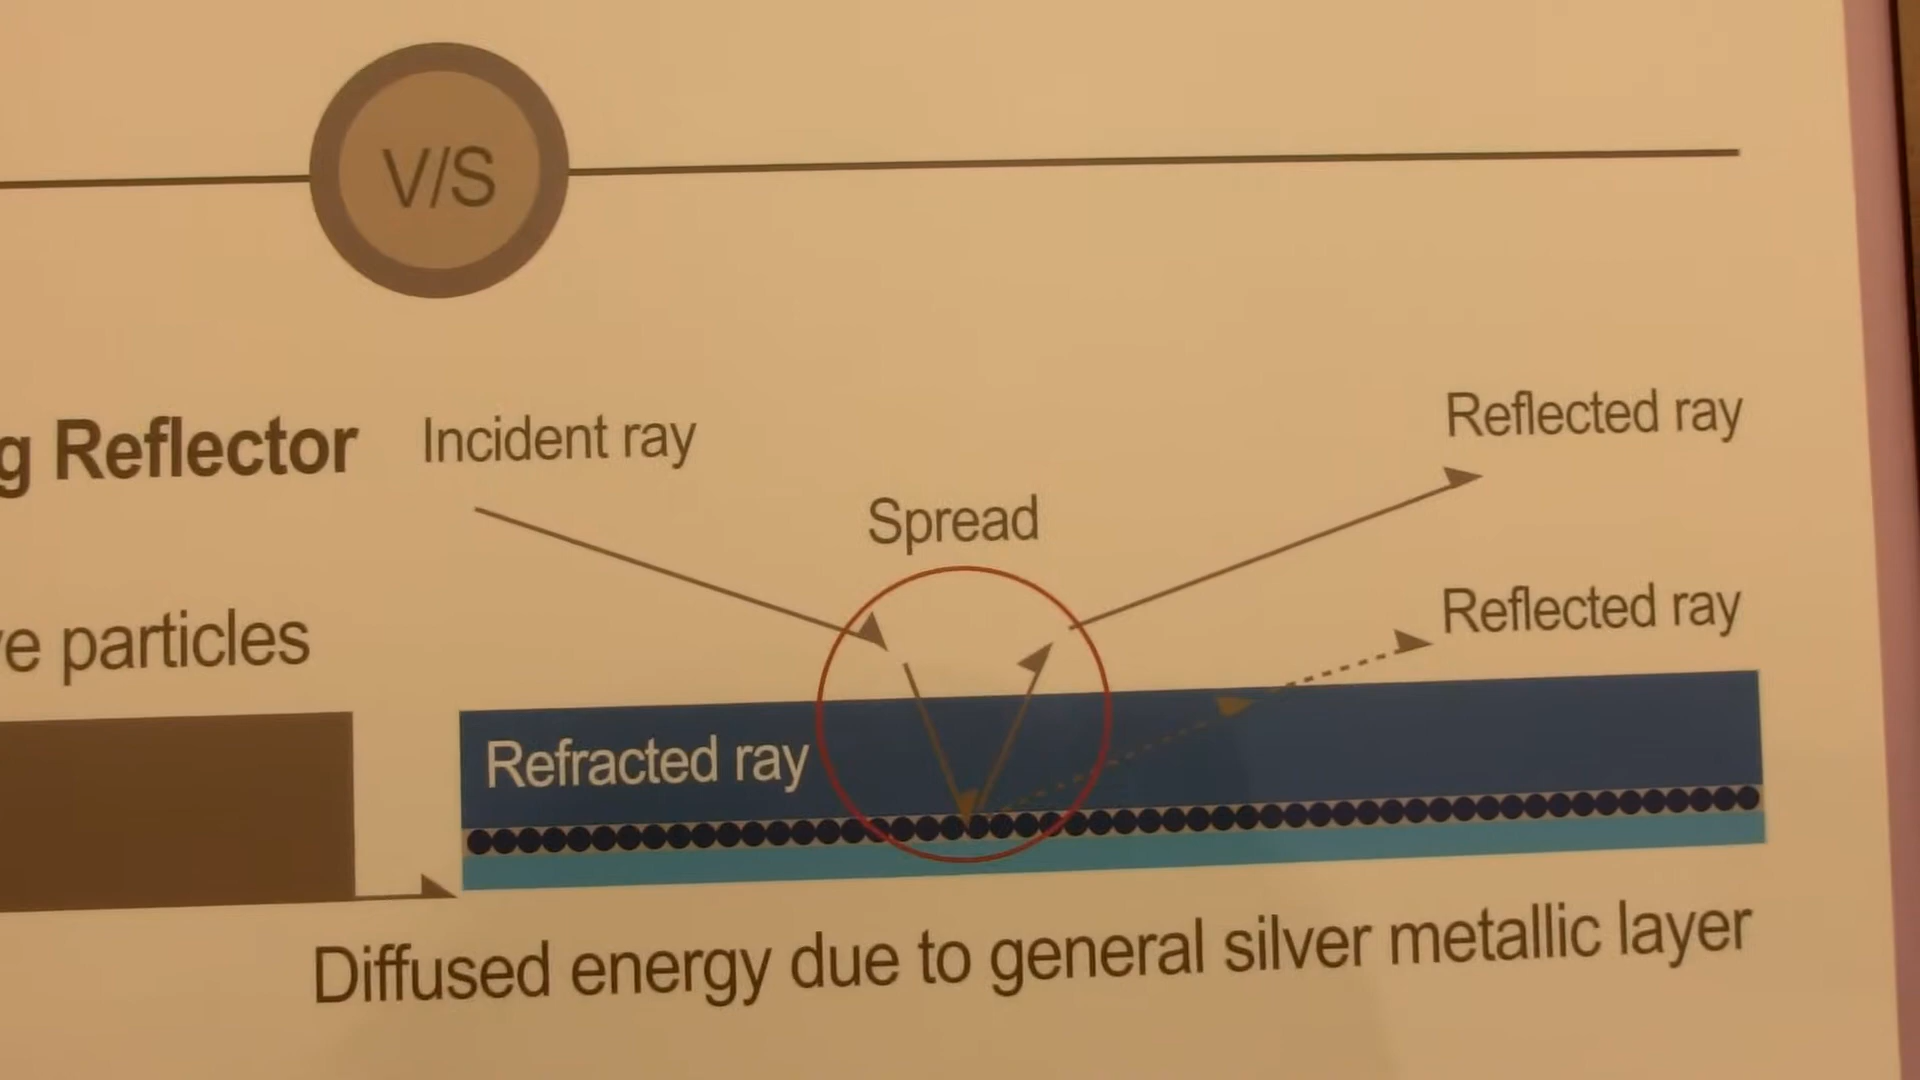 V/S
g Reflector
Incident ray
Reflected ray
Spread
Reflected ray
e particles
Refracted ray
Diffused energy due to general silver metallic layer